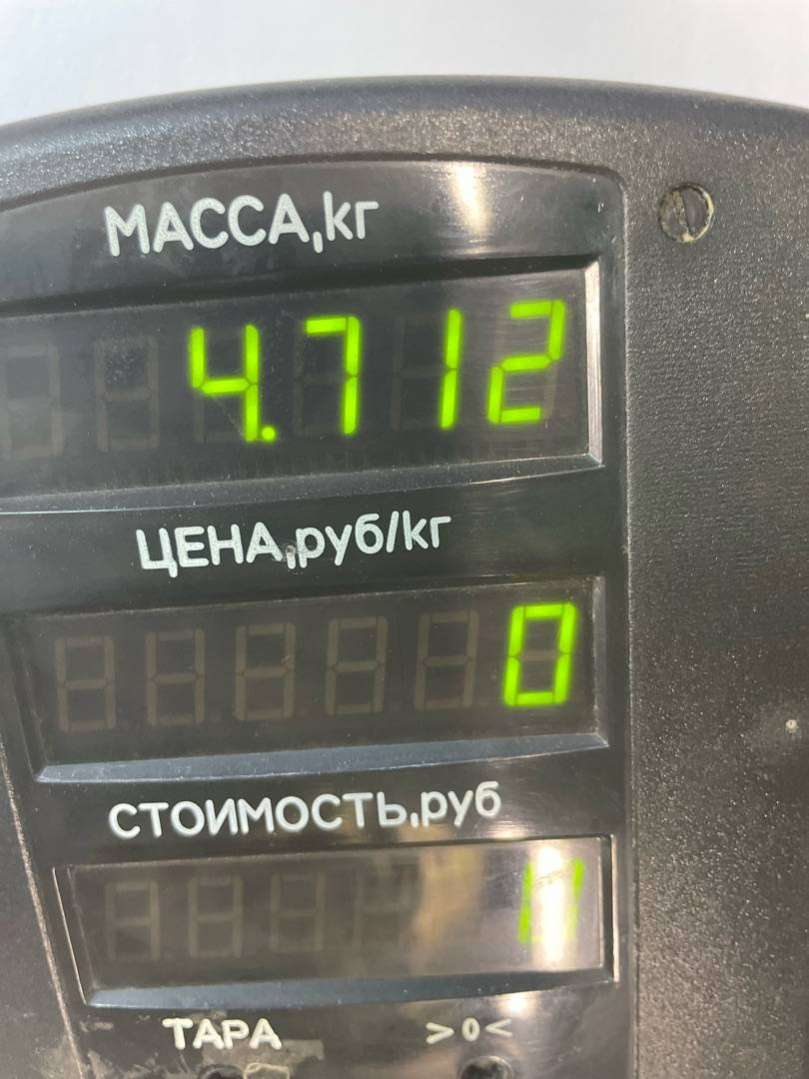 МАССА,кг
4.712
ЦЕНА,руб/кг
0
СТОИМОСТЬ,руб
ТАРА >0<